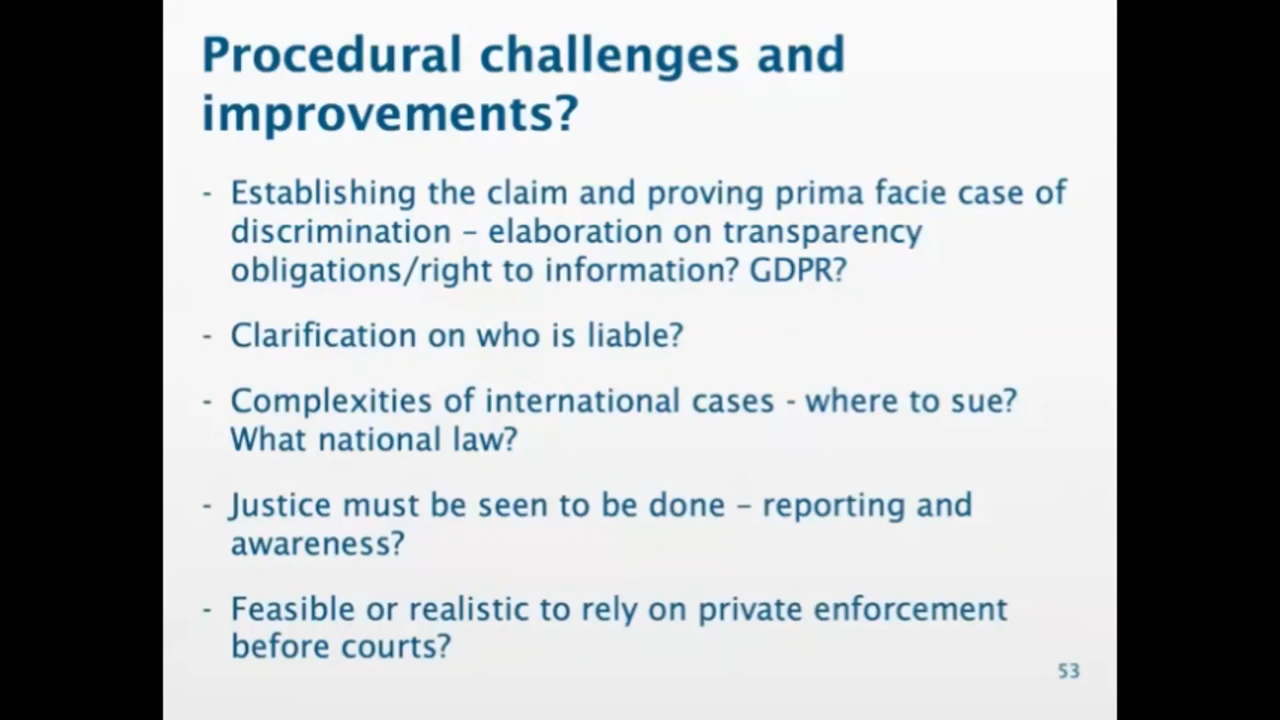 Procedural challenges and
improvements?
- Establishing the claim and proving prima facie case of
discrimination – elaboration on transparency
obligations/right to information? GDPR?
- Clarification on who is liable?
- Complexities of international cases - where to sue?
What national law?
- Justice must be seen to be done – reporting and
awareness?
- Feasible or realistic to rely on private enforcement
before courts?
53